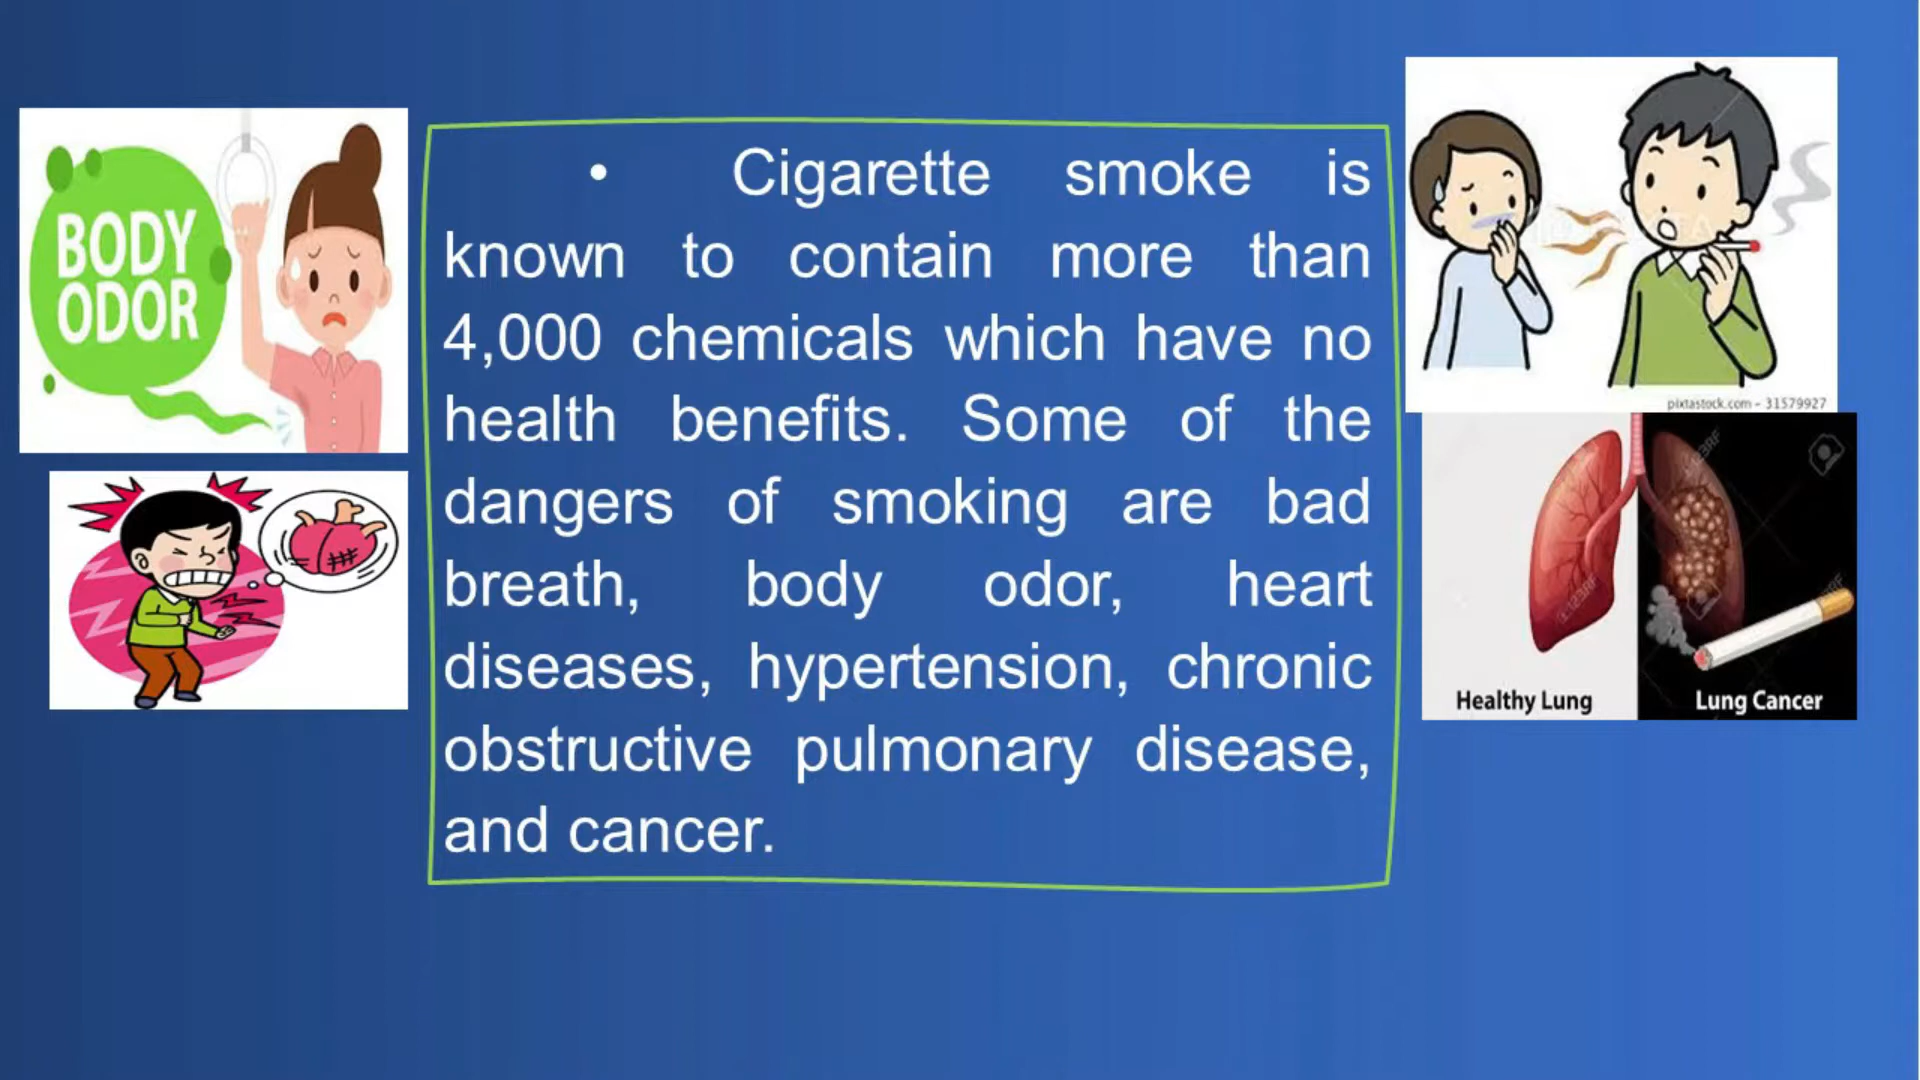 BODY
ODOR
• Cigarette smoke is
known to contain more than
4,000 chemicals which have no
health benefits. Some of the
dangers of smoking are bad
breath, body odor, heart
diseases, hypertension, chronic
obstructive pulmonary disease,
and cancer.
pixtastock.com - 31579927
Healthy Lung
Lung Cancer
123RF
123RF